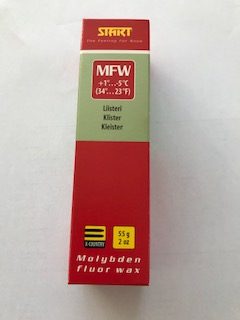 START
The Feeling for Snow
MFW
+1°...-5°C
(34°...23°F)
Liisteri
Klister
Kleister
X-COUNTRY
55 g
2 oz
Molybden
fluor wax